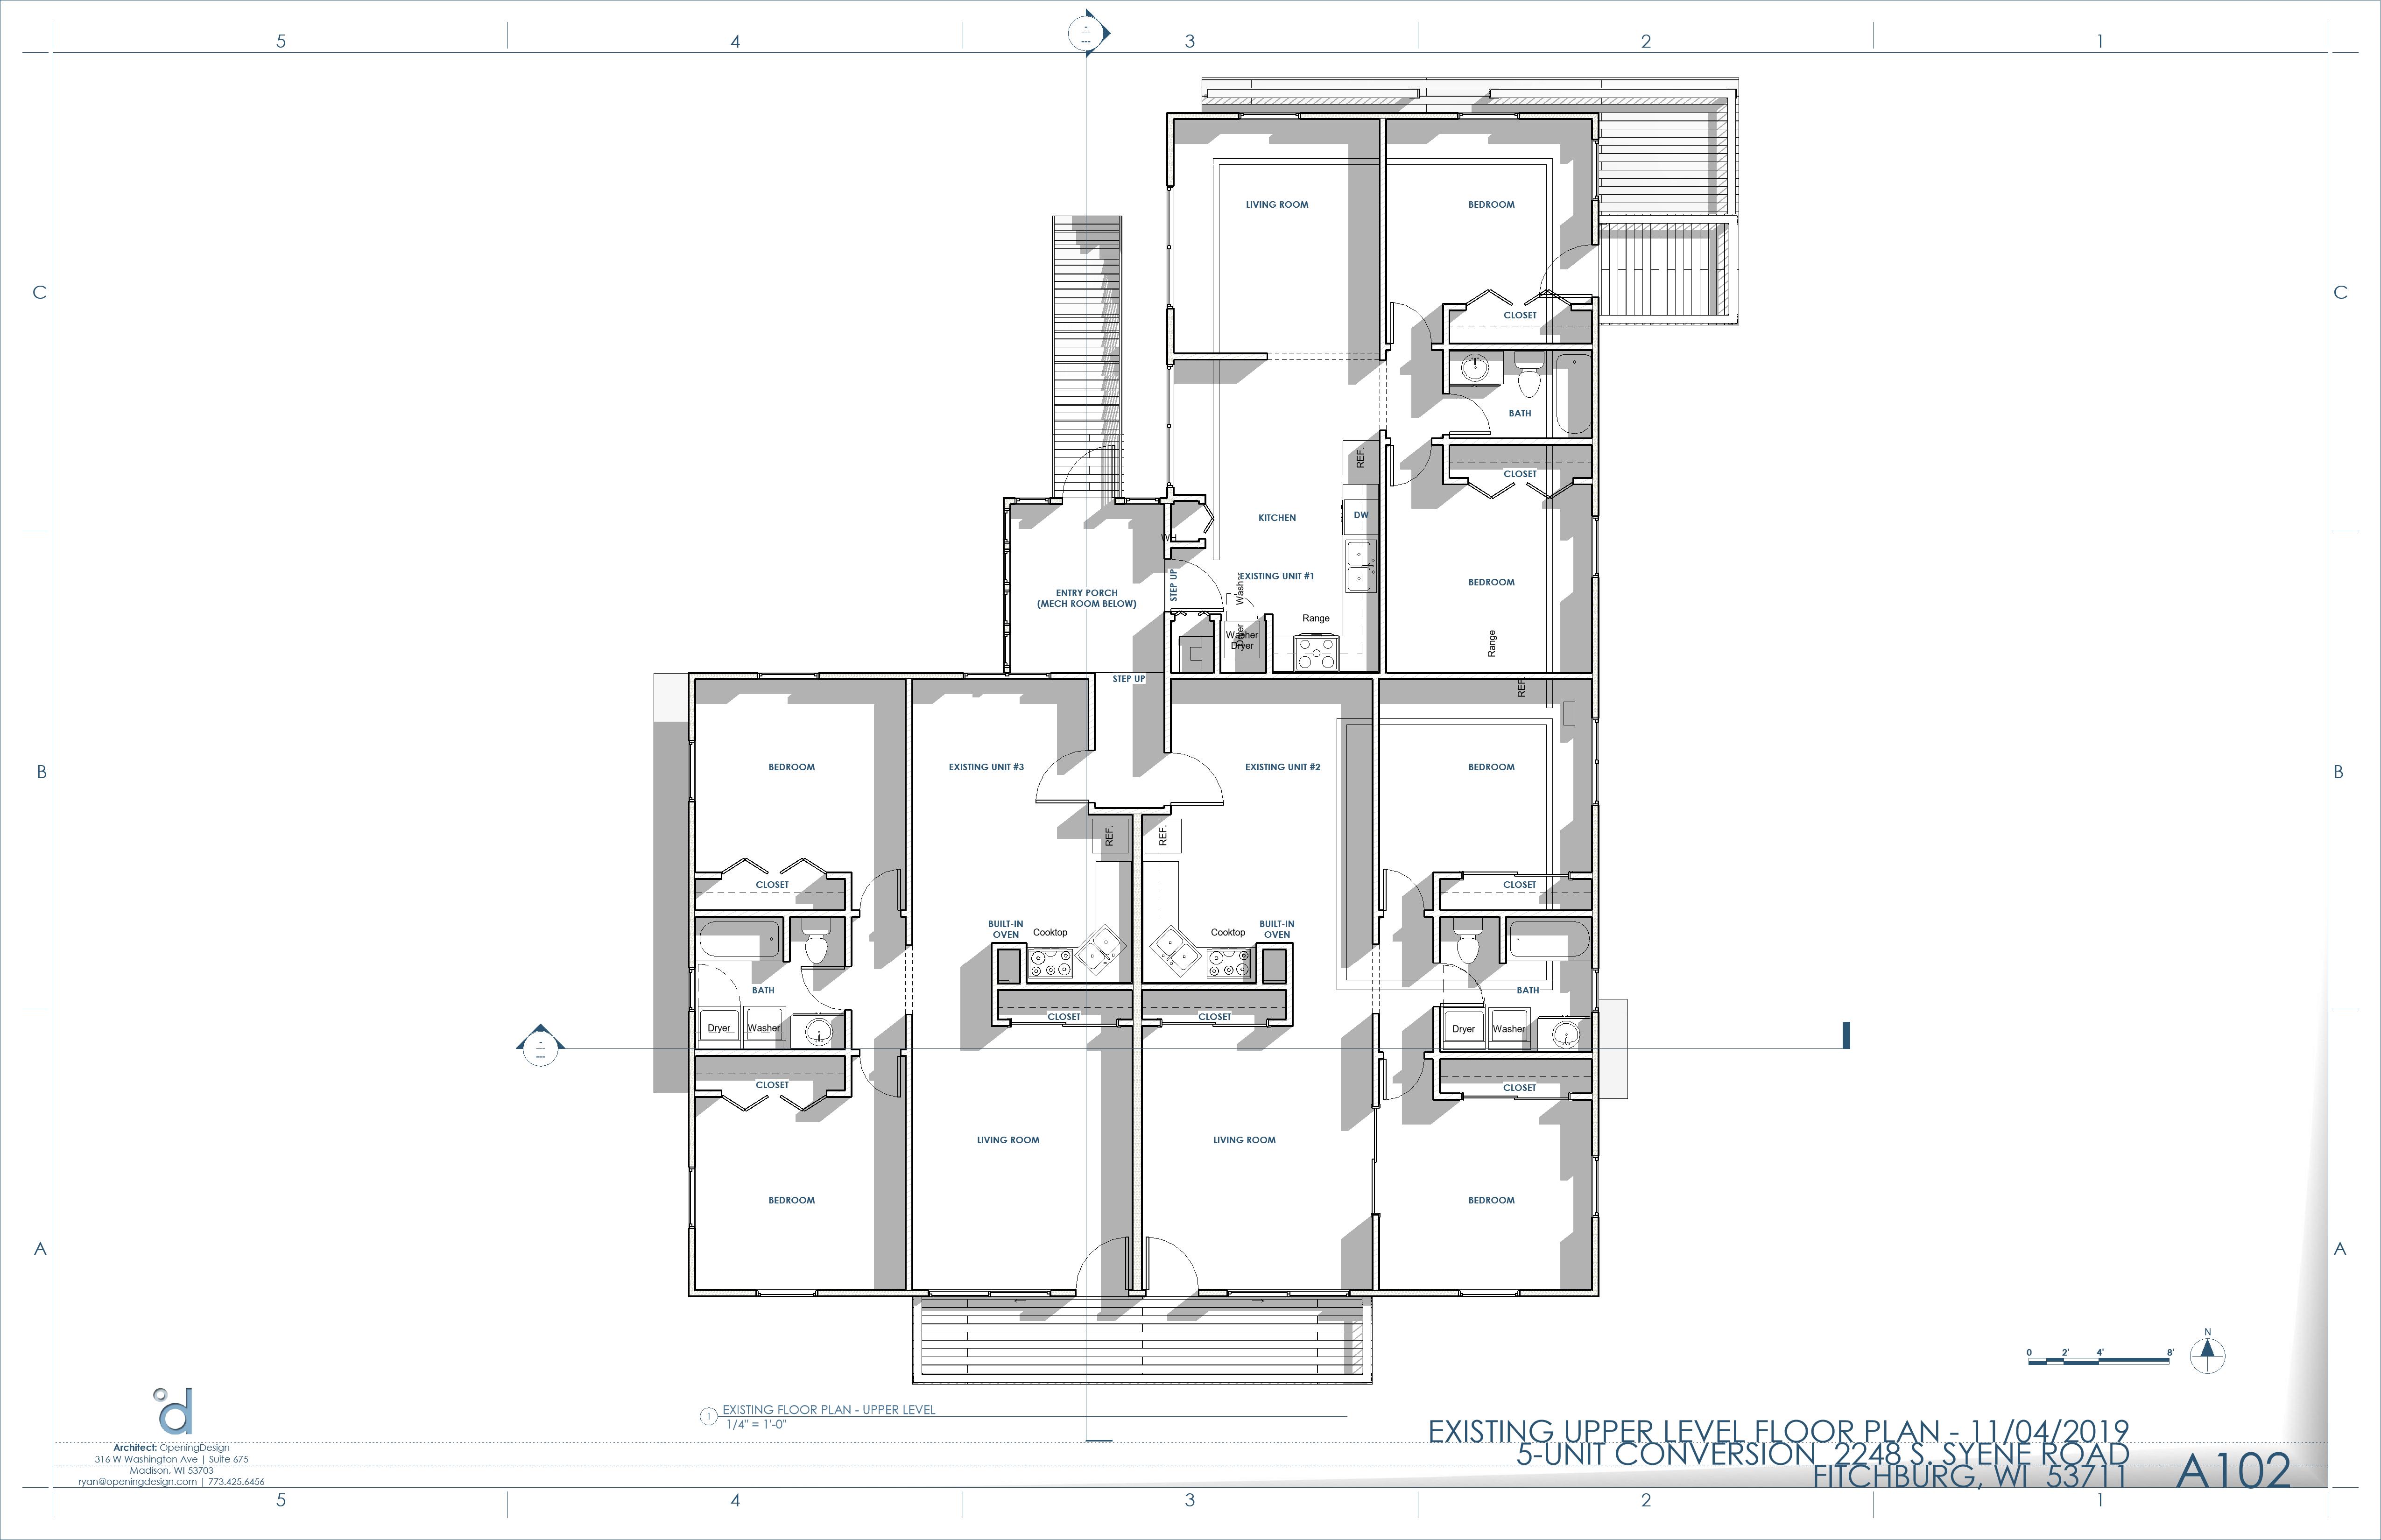 5 4 3 2 1
-
---
---
C
C
LIVING ROOM
BEDROOM
CLOSET
BATH
REF.
CLOSET
DW
KITCHEN
WH
STEP UP
EXISTING UNIT #1
Washer
Dryer
BEDROOM
ENTRY PORCH
(MECH ROOM BELOW)
Range
Range
Washer
Dryer
STEP UP
REF.
B
B
BEDROOM
EXISTING UNIT #3
EXISTING UNIT #2
BEDROOM
REF.
REF.
CLOSET
CLOSET
BUILT-IN
OVEN
Cooktop
Cooktop
BUILT-IN
OVEN
BATH
BATH
CLOSET
CLOSET
Dryer
Washer
Dryer
Washer
-
---
---
CLOSET
CLOSET
LIVING ROOM
LIVING ROOM
BEDROOM
BEDROOM
A
A
N
0 2' 4' 8'
1
EXISTING FLOOR PLAN - UPPER LEVEL
1/4" = 1'-0"
d
Architect: OpeningDesign
316 W Washington Ave | Suite 675
Madison, WI 53703
ryan@openingdesign.com | 773.425.6456
EXISTING UPPER LEVEL FLOOR PLAN - 11/04/2019
5-UNIT CONVERSION 2248 S. SYENE ROAD
FITCHBURG, WI 53711
A102
5 4 3 2 1